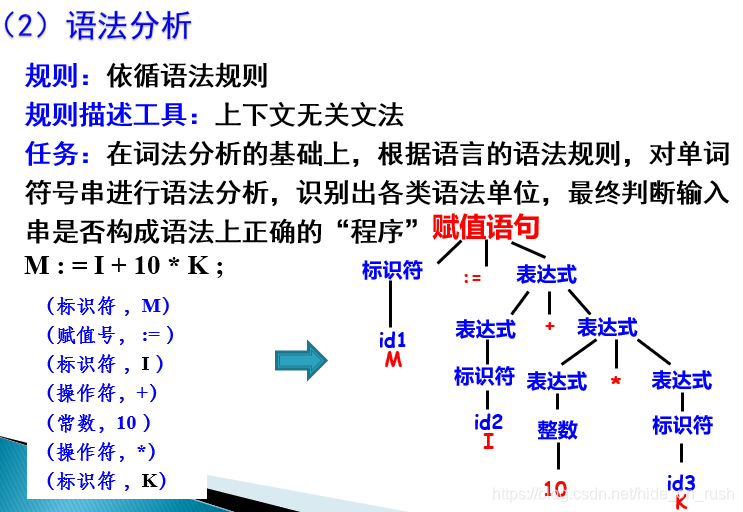 （2）语法分析
规则：依循语法规则
规则描述工具：上下文无关文法
任务：在词法分析的基础上，根据语言的语法规则，对单词
符号串进行语法分析，识别出各类语法单位，最终判断输入
串是否构成语法上正确的“程序”
赋值语句
M : = I + 10 * K ;
标识符
:=
表达式
（标识符 ，M）
（赋值号， := ）
（标识符 ，I ）
（操作符，+）
（常数，10 ）
（操作符，*）
（标识符 ，K）
表达式
+
表达式
id1
M
标识符
表达式
*
表达式
id2
I
整数
标识符
10
id3
K
https://blog.csdn.net/hide_on_rush